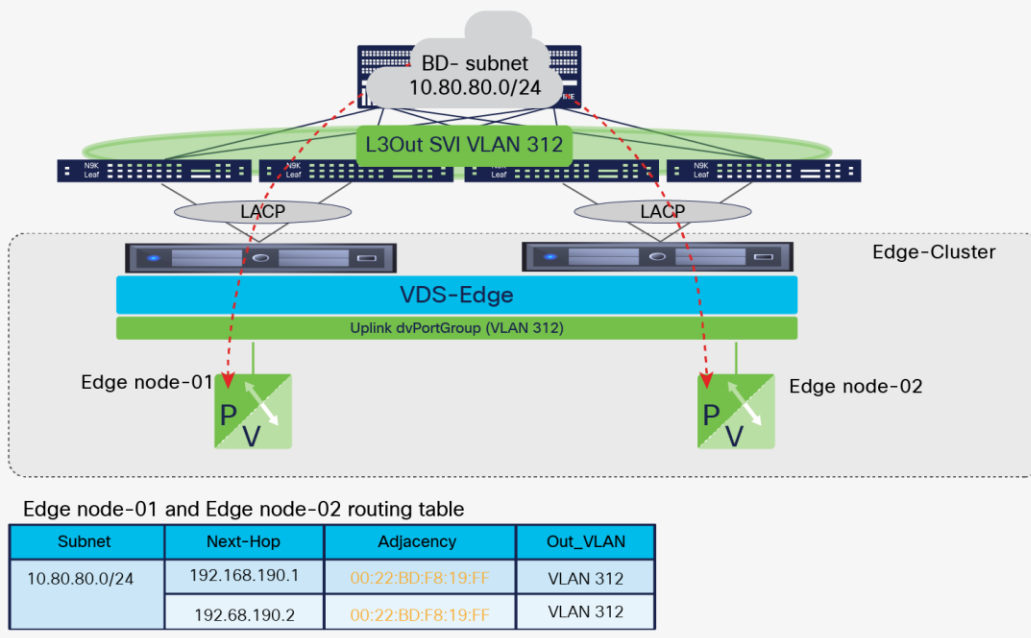 BD- subnet
10.80.80.0/24
L3Out SVI VLAN 312
N9K
Leaf
N9K
Leaf
N9K
Leaf
N9K
Leaf
LACP
LACP
Edge-Cluster
VDS-Edge
Uplink dvPortGroup (VLAN 312)
Edge node-01
P
V
Edge node-02
P
V
Edge node-01 and Edge node-02 routing table
Subnet Next-Hop Adjacency Out_VLAN
10.80.80.0/24 192.168.190.1 00:22:BD:F8:19:FF VLAN 312
192.68.190.2 00:22:BD:F8:19:FF VLAN 312